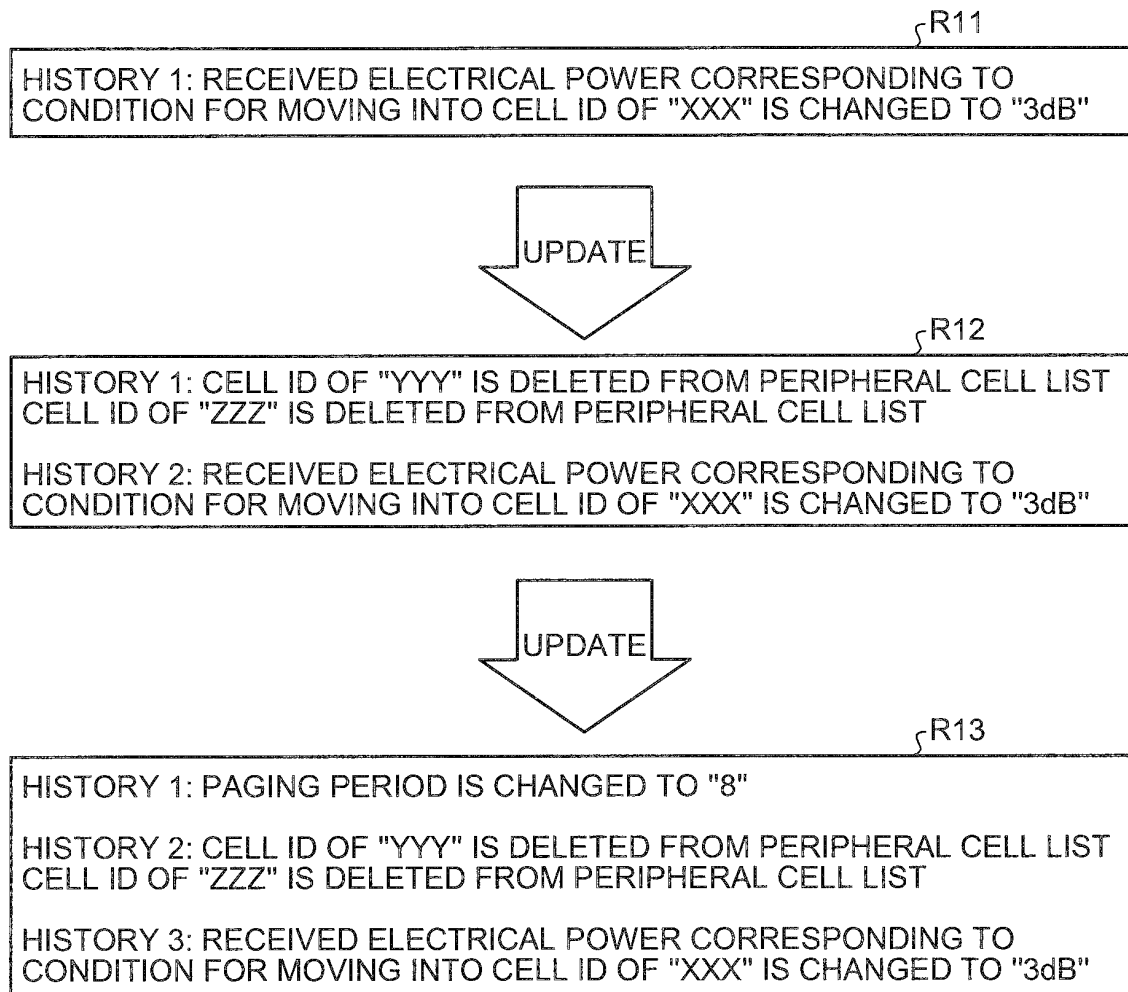 R11
HISTORY 1: RECEIVED ELECTRICAL POWER CORRESPONDING TO
CONDITION FOR MOVING INTO CELL ID OF "XXX" IS CHANGED TO "3dB"
UPDATE
R12
HISTORY 1: CELL ID OF "YYY" IS DELETED FROM PERIPHERAL CELL LIST
CELL ID OF "ZZZ" IS DELETED FROM PERIPHERAL CELL LIST
HISTORY 2: RECEIVED ELECTRICAL POWER CORRESPONDING TO
CONDITION FOR MOVING INTO CELL ID OF "XXX" IS CHANGED TO "3dB"
UPDATE
R13
HISTORY 1: PAGING PERIOD IS CHANGED TO "8"
HISTORY 2: CELL ID OF "YYY" IS DELETED FROM PERIPHERAL CELL LIST
CELL ID OF "ZZZ" IS DELETED FROM PERIPHERAL CELL LIST
HISTORY 3: RECEIVED ELECTRICAL POWER CORRESPONDING TO
CONDITION FOR MOVING INTO CELL ID OF "XXX" IS CHANGED TO "3dB"